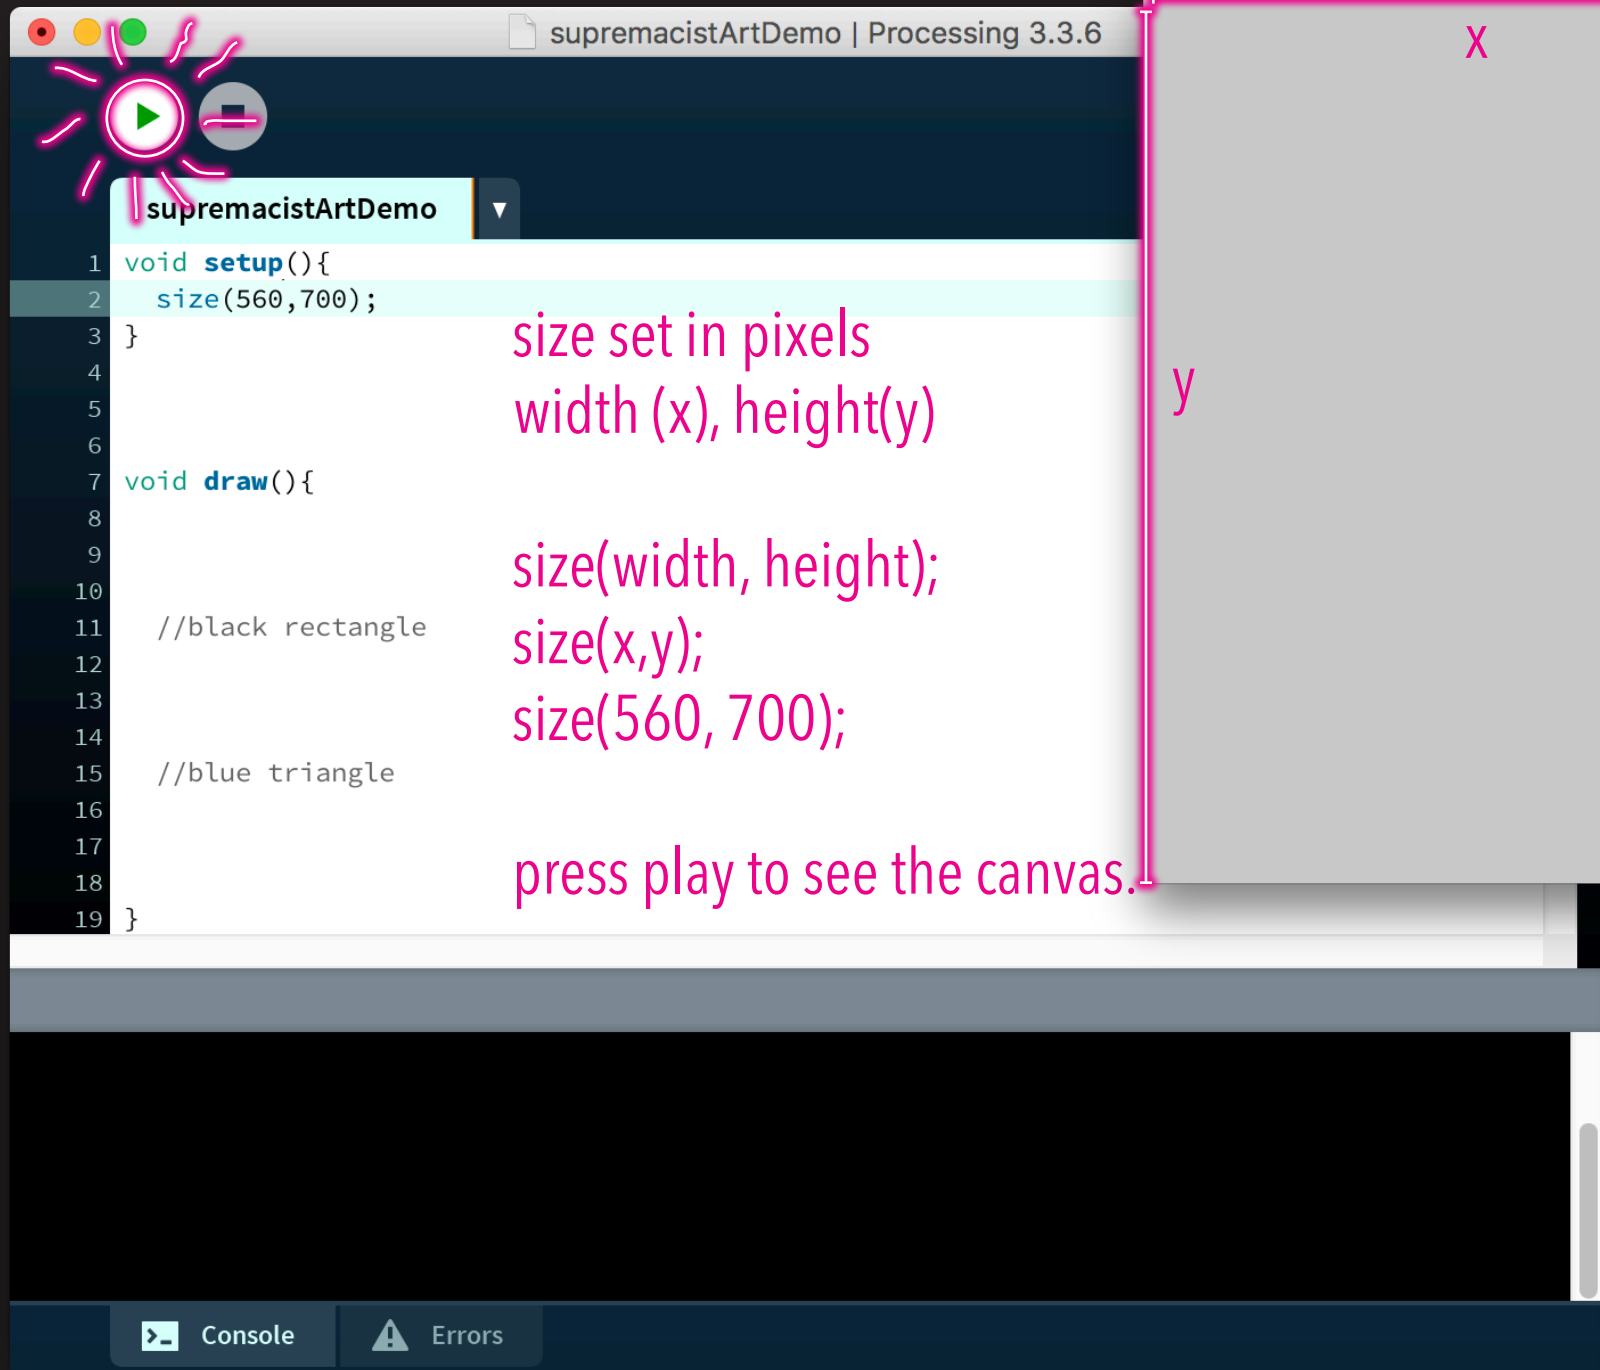 supremacistArtDemo | Processing 3.3.6
x
supremacistArtDemo
1 void setup(){
2 size(560,700);
3 }
size set in pixels
4
y
5
width (x), height(y)
6
7 void draw(){
8
9
size(width, height);
10
11 //black rectangle
size(x,y);
12
13
size(560, 700);
14
15 //blue triangle
16
17
press play to see the canvas.
18
19 }
Console
Errors